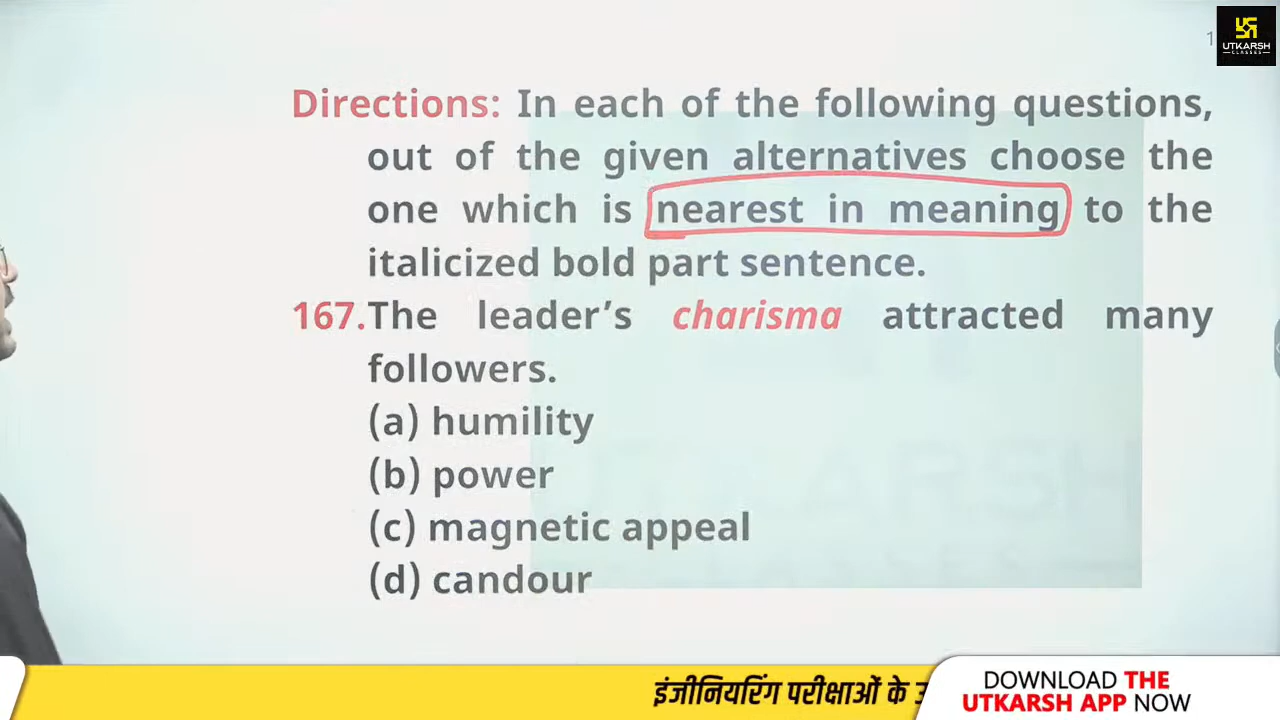 1
UTKARSH
CLASSES
Directions: In each of the following questions,
out of the given alternatives choose the
one which is nearest in meaning to the
italicized bold part sentence.
167.The leader’s charisma attracted many
followers.
(a) humility
(b) power
(c) magnetic appeal
(d) candour
इंजीनियरिंग परीक्षाओं के
DOWNLOAD THE
UTKARSH APP NOW